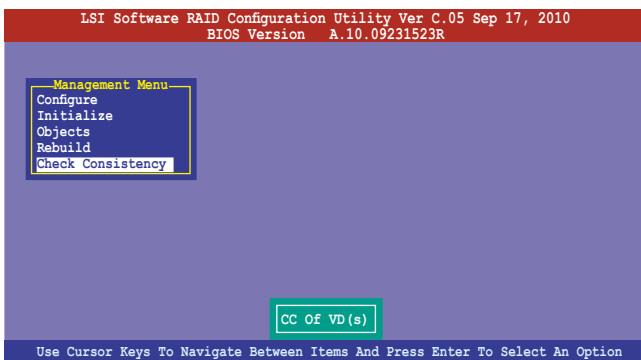 LSI Software RAID Configuration Utility Ver C.05 Sep 17, 2010
BIOS Version A.10.09231523R
Management Menu
Configure
Initialize
Objects
Rebuild
Check Consistency
CC Of VD(s)
Use Cursor Keys To Navigate Between Items And Press Enter To Select An Option